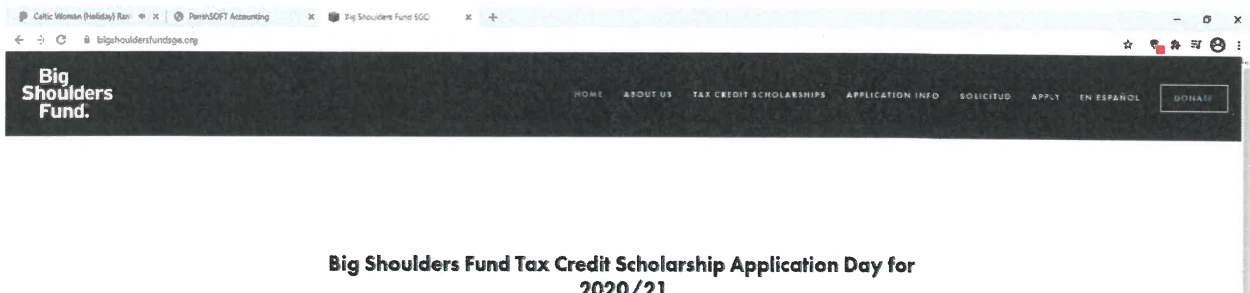 Celtic Woman (Holiday) Rad
ParishSOFT Accounting
Big Shoulders Fund SGO
bigshouldersfundsgo.org
Big
Shoulders
Fund.
HOME ABOUT US TAX CREDIT SCHOLARSHIPS APPLICATION INFO SOLICITUD APPLY EN ESPAÑOL DONATE
Big Shoulders Fund Tax Credit Scholarship Application Day for
2020/21